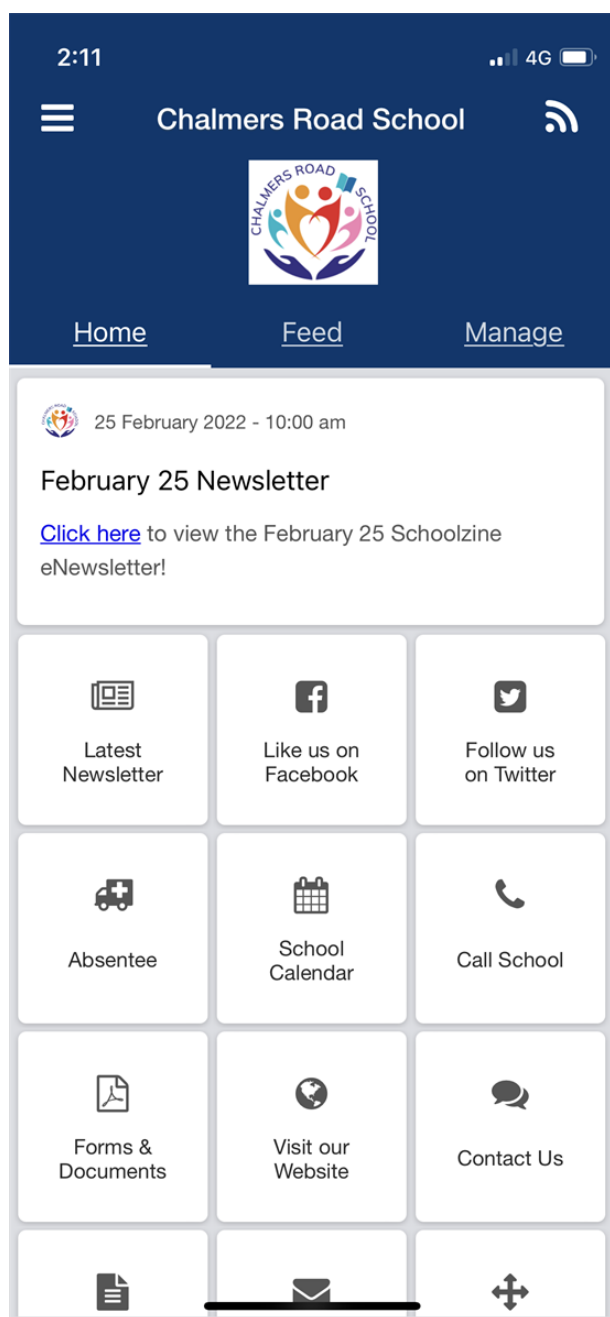 2:11
4G
Chalmers Road School
CHALMERS ROAD SCHOOL
Home Feed Manage
25 February 2022 - 10:00 am
February 25 Newsletter
Click here to view the February 25 Schoolzine
eNewsletter!
Latest
Newsletter
Like us on
Facebook
Follow us
on Twitter
Absentee
School
Calendar
Call School
Forms &
Documents
Visit our
Website
Contact Us